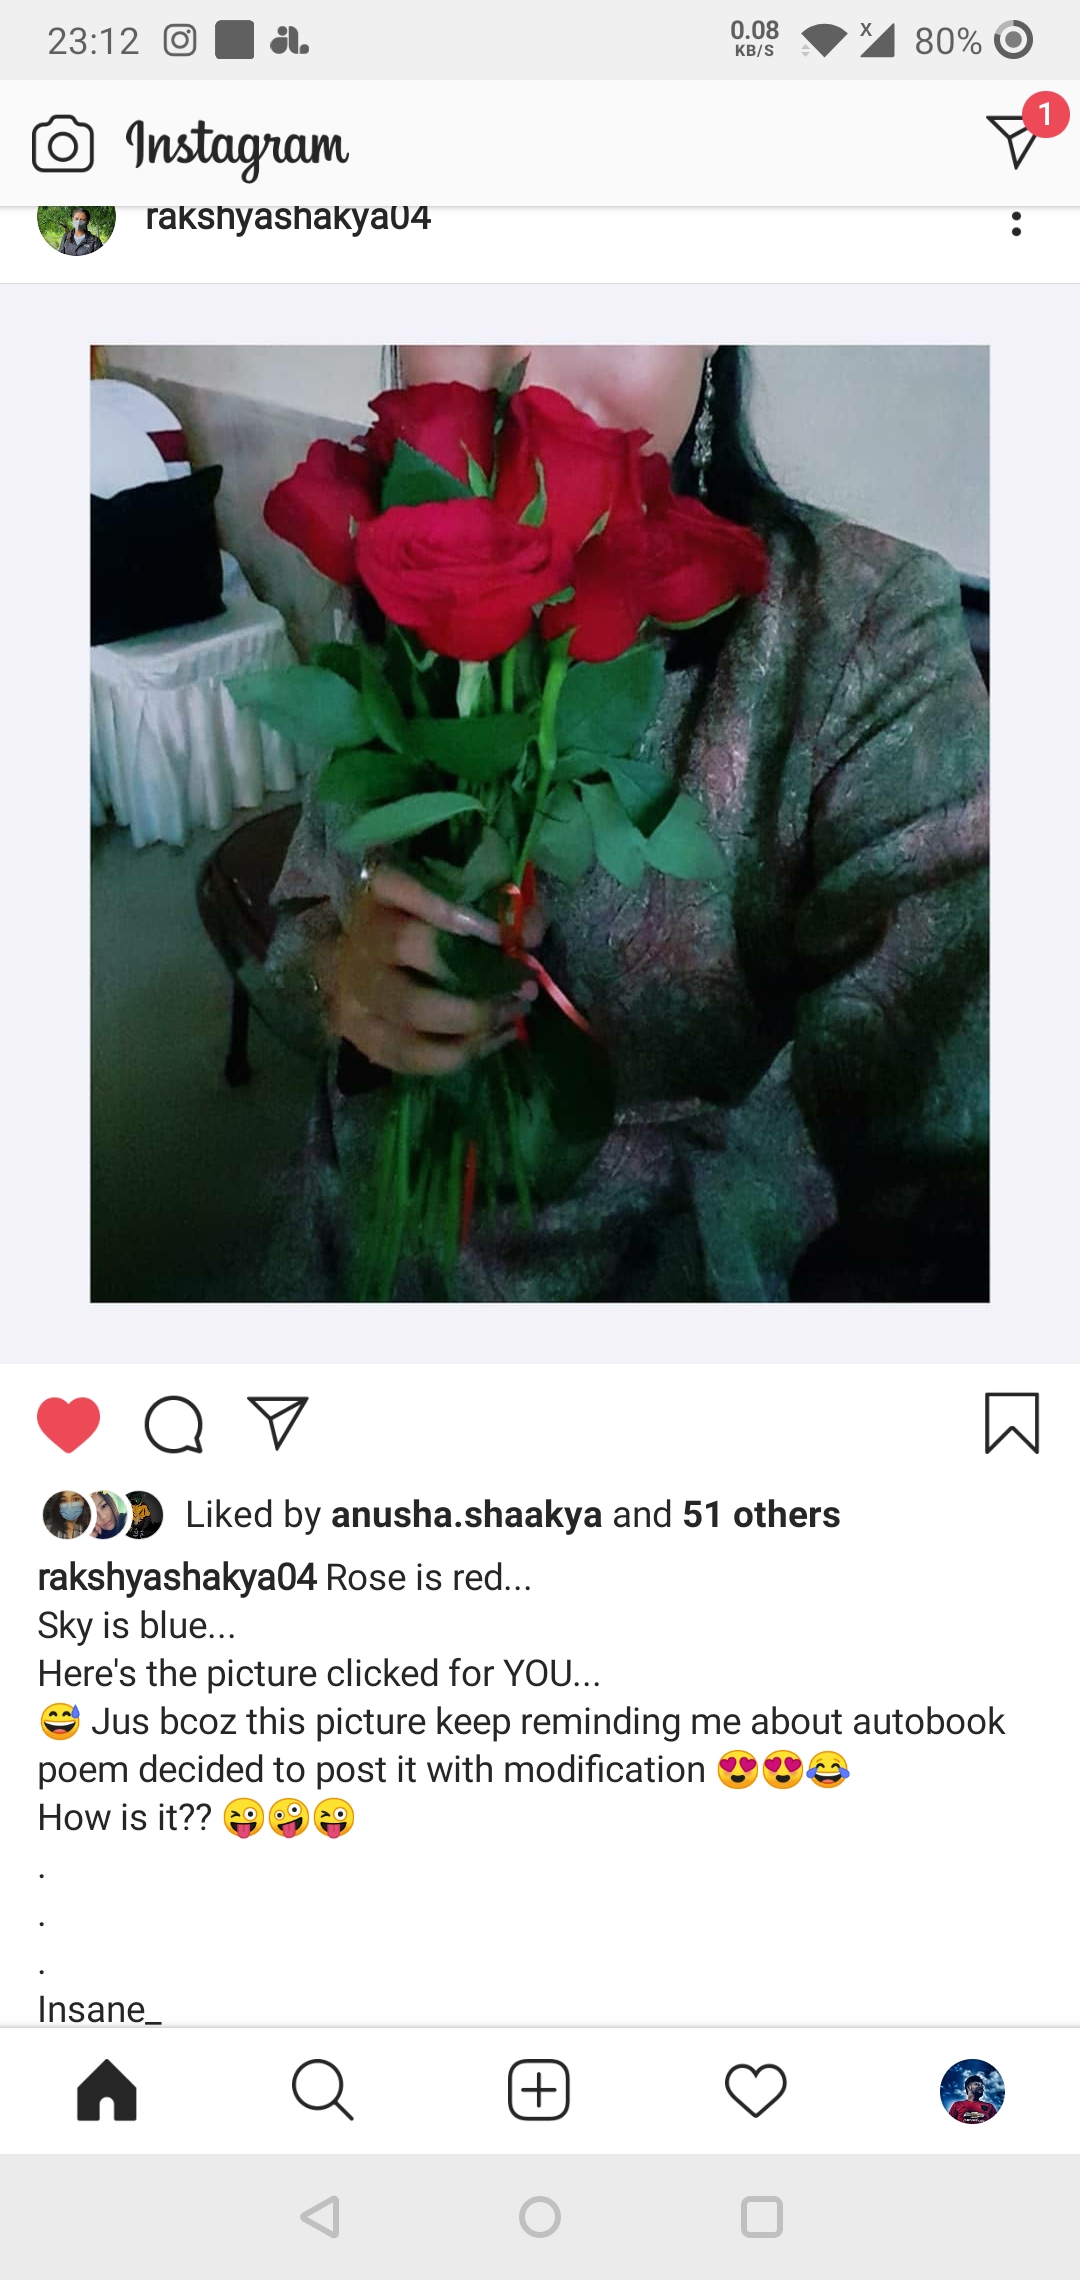 23:12
0.08
KB/S
X
80%
Instagram
1
rakshyashakya04
Liked by anusha.shaakya and 51 others
rakshyashakya04 Rose is red...
Sky is blue...
Here's the picture clicked for YOU...
😅 Jus bcoz this picture keep reminding me about autobook
poem decided to post it with modification 😍😍😂
How is it?? 😜🤪😜
.
.
.
Insane_